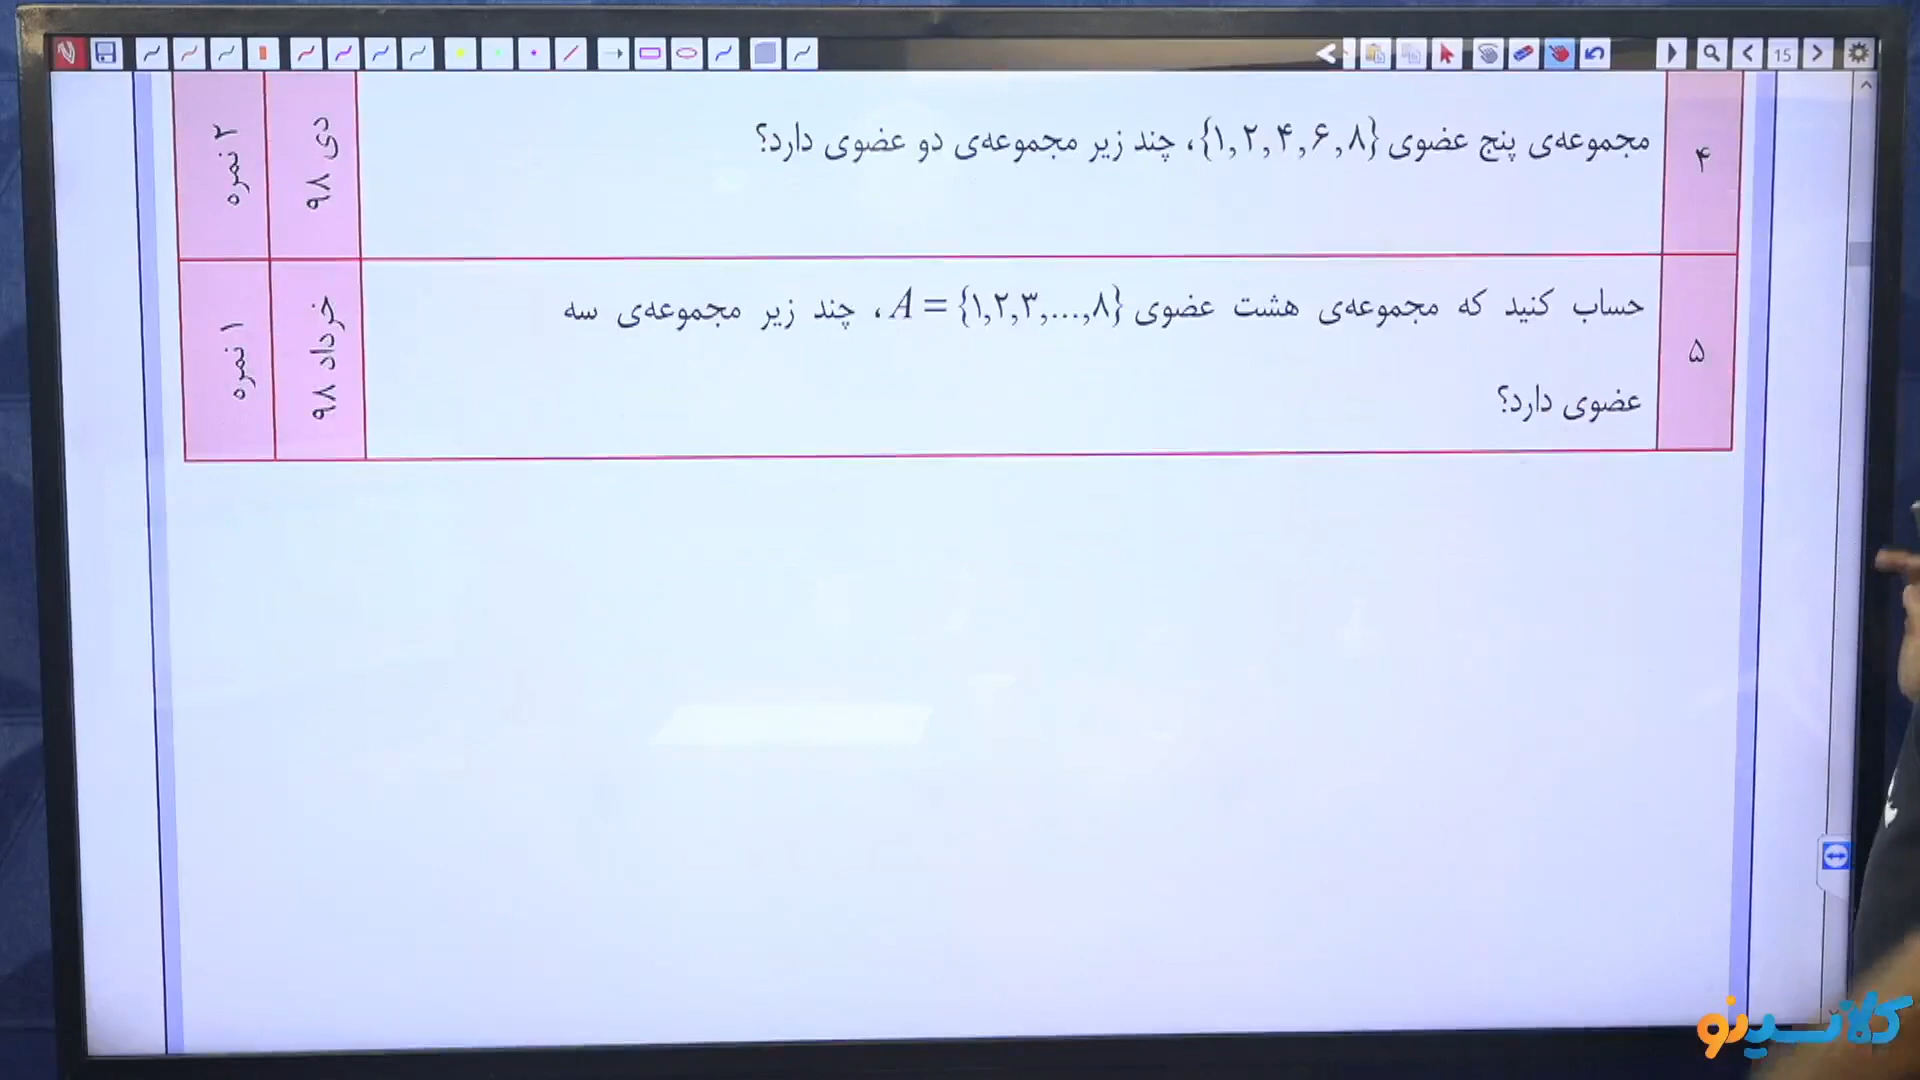 15
۴
مجموعه‌ی پنج عضوی {۱,۲,۴,۶,۸}، چند زیر مجموعه‌ی دو عضوی دارد؟
دی ۹۸
۲ نمره
۵
حساب کنید که مجموعه‌ی هشت عضوی A = {۱,۲,۳,...,۸}، چند زیر مجموعه‌ی سه
عضوی دارد؟
خرداد ۹۸
۱ نمره
کلاسینو